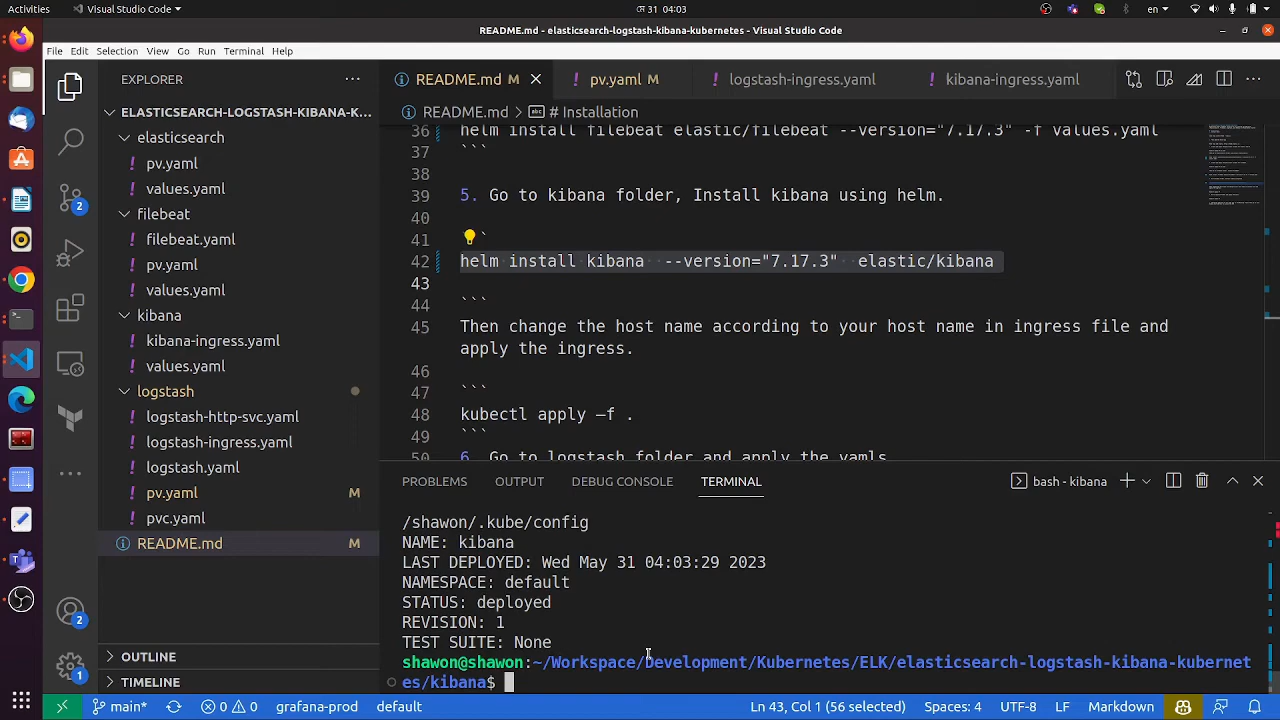 Activities
Visual Studio Code
মে 31 04:03
en
README.md - elasticsearch-logstash-kibana-kubernetes - Visual Studio Code
File Edit Selection View Go Run Terminal Help
EXPLORER
ELASTICSEARCH-LOGSTASH-KIBANA-K...
elasticsearch
pv.yaml
values.yaml
filebeat
filebeat.yaml
pv.yaml
values.yaml
kibana
kibana-ingress.yaml
values.yaml
logstash
logstash-http-svc.yaml
logstash-ingress.yaml
logstash.yaml
pv.yaml M
pvc.yaml
README.md M
OUTLINE
TIMELINE
README.md M
pv.yaml M
logstash-ingress.yaml
kibana-ingress.yaml
README.md > # Installation
36 helm install filebeat elastic/filebeat --version="7.17.3" -f values.yaml
37 ```
38
39 5. Go to kibana folder, Install kibana using helm.
40
41 `
42 helm install kibana --version="7.17.3" elastic/kibana
43
44 ```
45 Then change the host name according to your host name in ingress file and
apply the ingress.
46
47 ```
48 kubectl apply –f .
49 ```
50 6. Go to logstash folder and apply the yamls
PROBLEMS OUTPUT DEBUG CONSOLE TERMINAL
bash - kibana
/shawon/.kube/config
NAME: kibana
LAST DEPLOYED: Wed May 31 04:03:29 2023
NAMESPACE: default
STATUS: deployed
REVISION: 1
TEST SUITE: None
shawon@shawon:~/Workspace/Development/Kubernetes/ELK/elasticsearch-logstash-kibana-kubernet
es/kibana$
main* 0 0 grafana-prod default
Ln 43, Col 1 (56 selected) Spaces: 4 UTF-8 LF Markdown
2
2
1